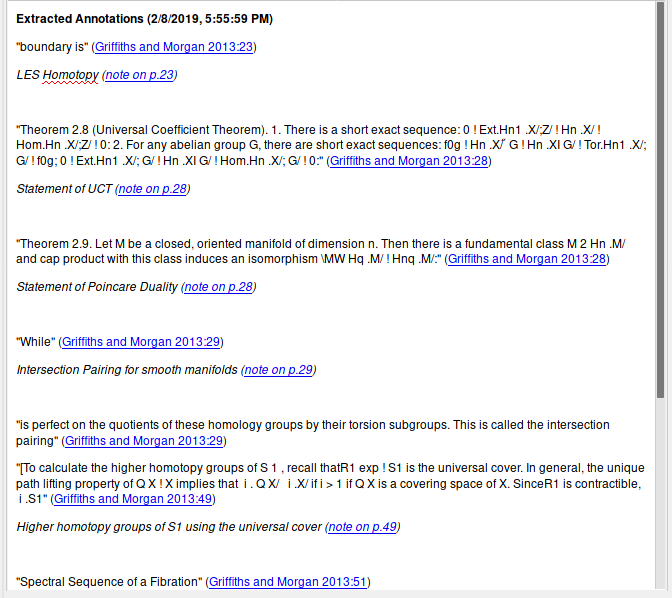 Extracted Annotations (2/8/2019, 5:55:59 PM)
"boundary is" (Griffiths and Morgan 2013:23)
LES Homotopy (note on p.23)
"Theorem 2.8 (Universal Coefficient Theorem). 1. There is a short exact sequence: 0 ! Ext.Hn1 .X/;Z/ ! Hn .X/ !
Hom.Hn .X/;Z/ ! 0: 2. For any abelian group G, there are short exact sequences: f0g ! Hn .X/˝ G ! Hn .XI G/ ! Tor.Hn1 .X/;
G/ ! f0g; 0 ! Ext.Hn1 .X/; G/ ! Hn .XI G/ ! Hom.Hn .X/; G/ ! 0:" (Griffiths and Morgan 2013:28)
Statement of UCT (note on p.28)
"Theorem 2.9. Let M be a closed, oriented manifold of dimension n. Then there is a fundamental class M 2 Hn .M/
and cap product with this class induces an isomorphism \MW Hq .M/ ! Hnq .M/:" (Griffiths and Morgan 2013:28)
Statement of Poincare Duality (note on p.28)
"While" (Griffiths and Morgan 2013:29)
Intersection Pairing for smooth manifolds (note on p.29)
"is perfect on the quotients of these homology groups by their torsion subgroups. This is called the intersection
pairing" (Griffiths and Morgan 2013:29)
"[To calculate the higher homotopy groups of S 1 , recall thatR1 exp ! S1 is the universal cover. In general, the unique
path lifting property of Q X ! X implies that i . Q X/ i .X/ if i > 1 if Q X is a covering space of X. SinceR1 is contractible,
i .S1" (Griffiths and Morgan 2013:49)
Higher homotopy groups of S1 using the universal cover (note on p.49)
"Spectral Sequence of a Fibration" (Griffiths and Morgan 2013:51)